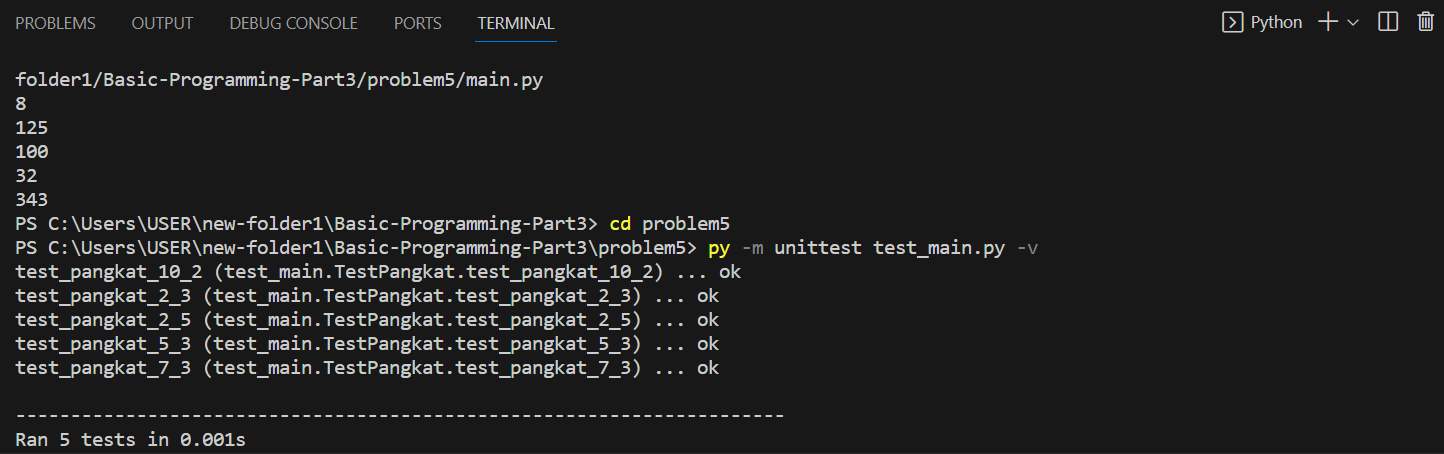 PROBLEMS OUTPUT DEBUG CONSOLE PORTS TERMINAL Python
folder1/Basic-Programming-Part3/problem5/main.py
8
125
100
32
343
PS C:\Users\USER\new-folder1\Basic-Programming-Part3> cd problem5
PS C:\Users\USER\new-folder1\Basic-Programming-Part3\problem5> py -m unittest test_main.py -v
test_pangkat_10_2 (test_main.TestPangkat.test_pangkat_10_2) ... ok
test_pangkat_2_3 (test_main.TestPangkat.test_pangkat_2_3) ... ok
test_pangkat_2_5 (test_main.TestPangkat.test_pangkat_2_5) ... ok
test_pangkat_5_3 (test_main.TestPangkat.test_pangkat_5_3) ... ok
test_pangkat_7_3 (test_main.TestPangkat.test_pangkat_7_3) ... ok
----------------------------------------------------------------------
Ran 5 tests in 0.001s